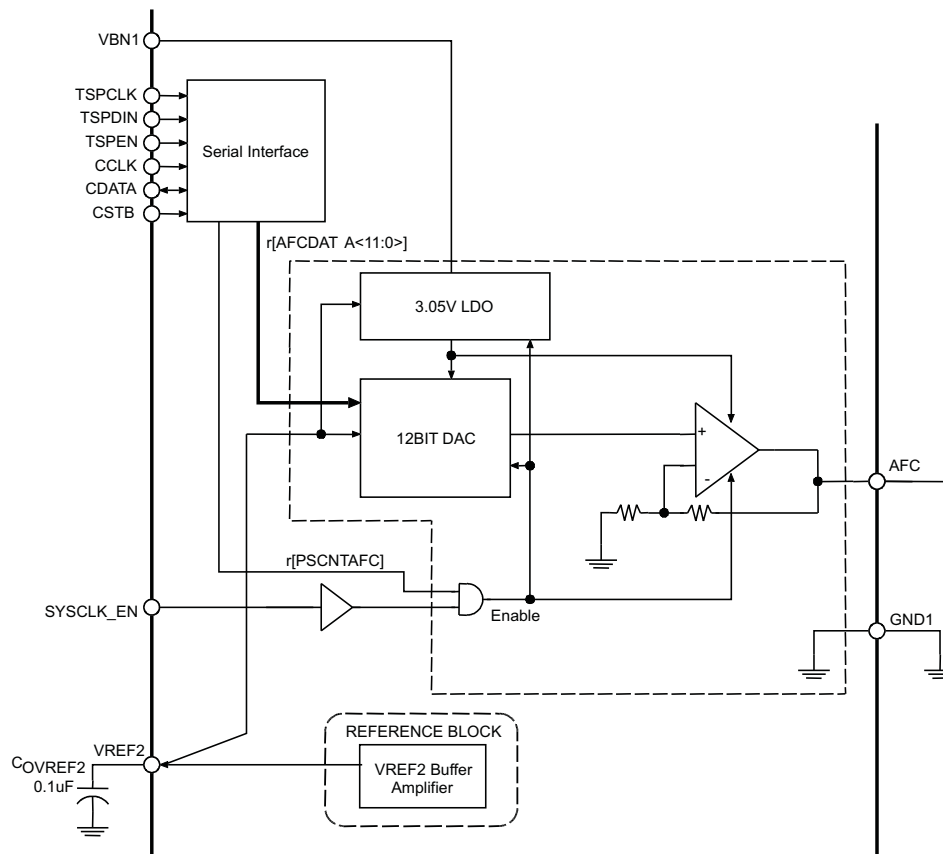 VBN1
TSPCLK
TSPDIN
TSPEN
CCLK
CDATA
CSTB
Serial Interface
r[AFCDAT A<11:0>]
3.05V LDO
12BIT DAC
+
-
AFC
r[PSCNTAFC]
SYSCLK_EN
Enable
GND1
VREF2
COVREF2
0.1uF
REFERENCE BLOCK
VREF2 Buffer
Amplifier